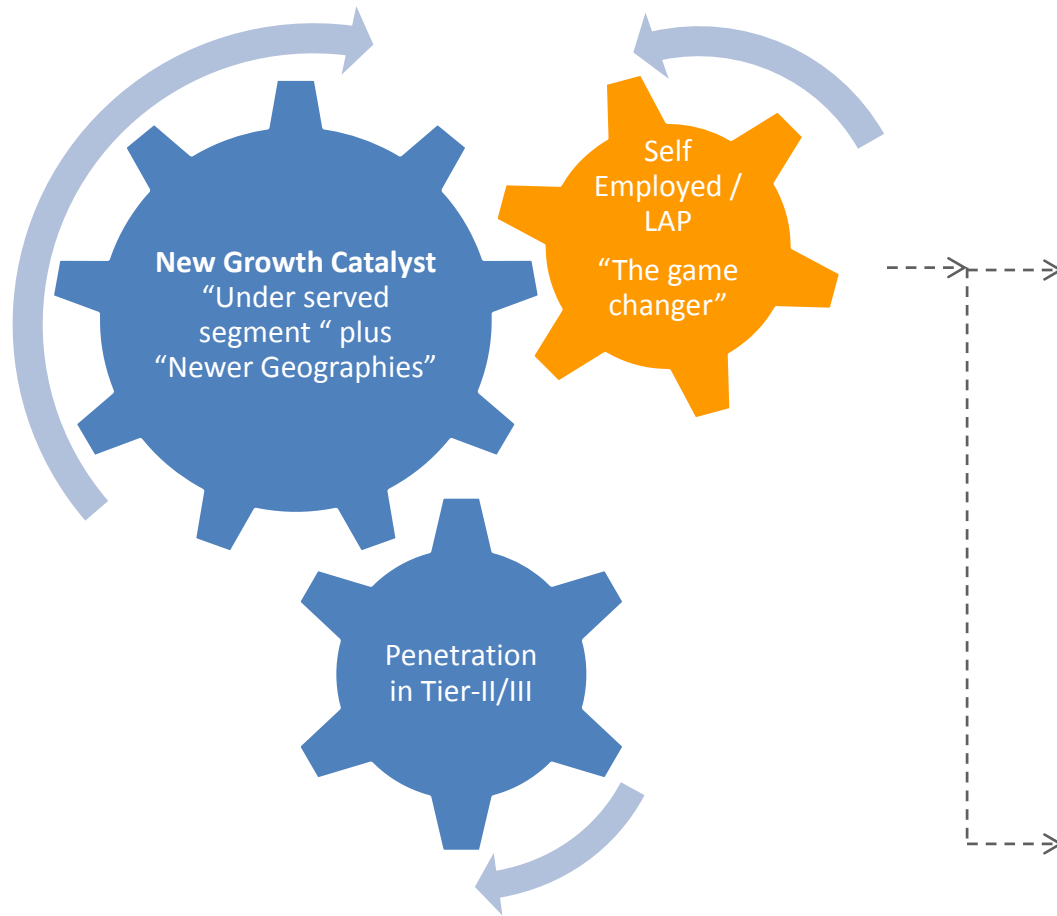 New Growth Catalyst
“Under served
segment “ plus
“Newer Geographies”
Self
Employed /
LAP
“The game
changer”
Penetration
in Tier-II/III